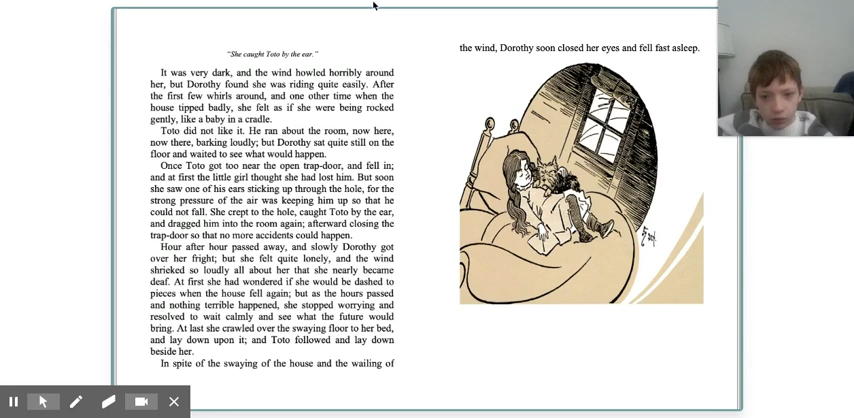 "She caught Toto by the ear."
It was very dark, and the wind howled horribly around
her, but Dorothy found she was riding quite easily. After
the first few whirls around, and one other time when the
house tipped badly, she felt as if she were being rocked
gently, like a baby in a cradle.
Toto did not like it. He ran about the room, now here,
now there, barking loudly; but Dorothy sat quite still on the
floor and waited to see what would happen.
Once Toto got too near the open trap-door, and fell in;
and at first the little girl thought she had lost him. But soon
she saw one of his ears sticking up through the hole, for the
strong pressure of the air was keeping him up so that he
could not fall. She crept to the hole, caught Toto by the ear,
and dragged him into the room again; afterward closing the
trap-door so that no more accidents could happen.
Hour after hour passed away, and slowly Dorothy got
over her fright; but she felt quite lonely, and the wind
shrieked so loudly all about her that she nearly became
deaf. At first she had wondered if she would be dashed to
pieces when the house fell again; but as the hours passed
and nothing terrible happened, she stopped worrying and
resolved to wait calmly and see what the future would
bring. At last she crawled over the swaying floor to her bed,
and lay down upon it; and Toto followed and lay down
beside her.
In spite of the swaying of the house and the wailing of
the wind, Dorothy soon closed her eyes and fell fast asleep.